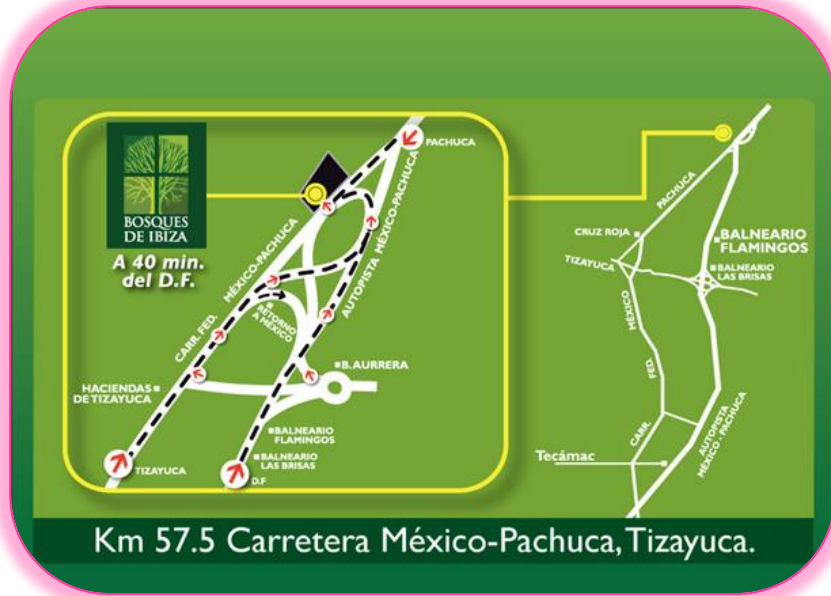 BOSQUES
DE IBIZA
A 40 min.
del D.F.
PACHUCA
CARR. FED.
MÉXICO-PACHUCA
AUTOPISTA MÉXICO-PACHUCA
RETORNO
A MÉXICO
B. AURRERA
HACIENDAS
DE TIZAYUCA
BALNEARIO
FLAMINGOS
BALNEARIO
LAS BRISAS
TIZAYUCA
D.F
PACHUCA
CRUZ ROJA
TIZAYUCA
BALNEARIO
FLAMINGOS
BALNEARIO
LAS BRISAS
MÉXICO
FED.
CARR.
AUTOPISTA
MÉXICO - PACHUCA
Tecámac
Km 57.5 Carretera México-Pachuca, Tizayuca.